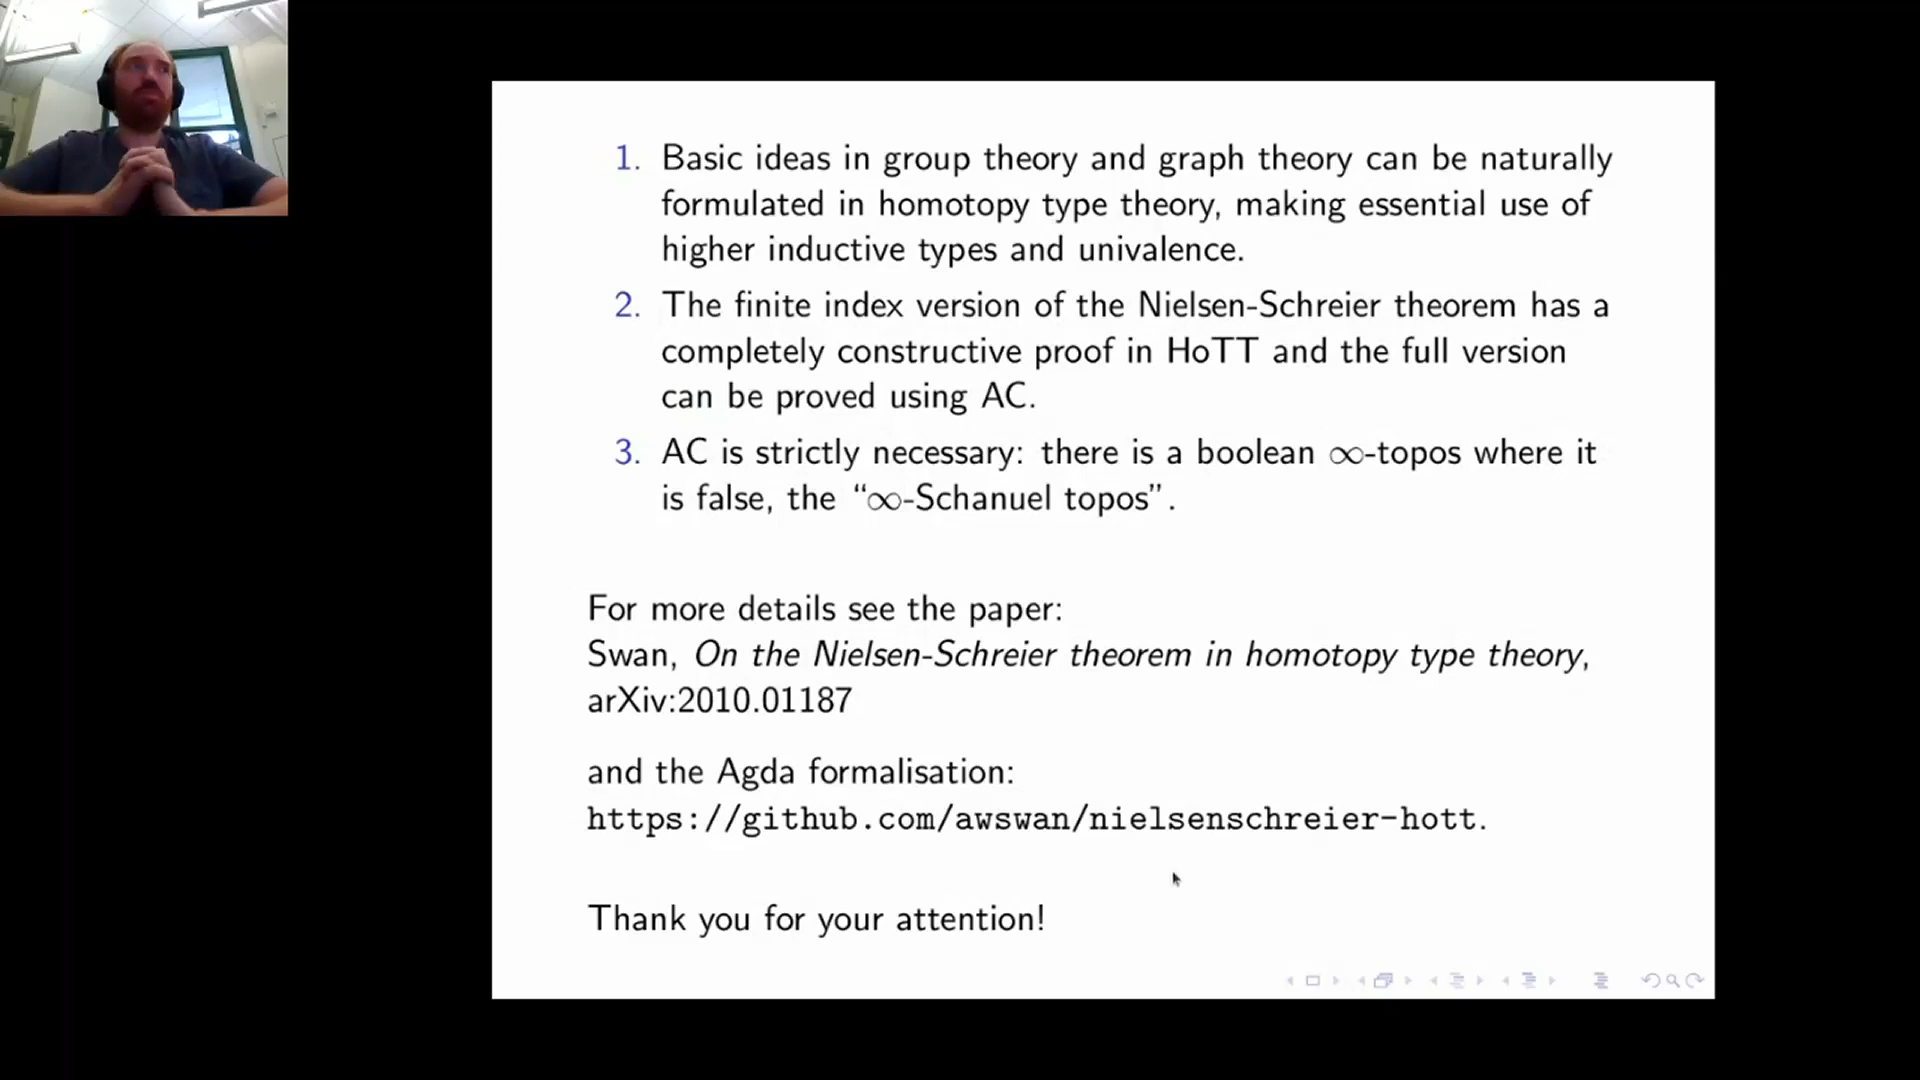 1. Basic ideas in group theory and graph theory can be naturally
formulated in homotopy type theory, making essential use of
higher inductive types and univalence.
2. The finite index version of the Nielsen-Schreier theorem has a
completely constructive proof in HoTT and the full version
can be proved using AC.
3. AC is strictly necessary: there is a boolean ∞-topos where it
is false, the “∞-Schanuel topos”.
For more details see the paper:
Swan, On the Nielsen-Schreier theorem in homotopy type theory,
arXiv:2010.01187
and the Agda formalisation:
https://github.com/awswan/nielsenschreier-hott.
Thank you for your attention!